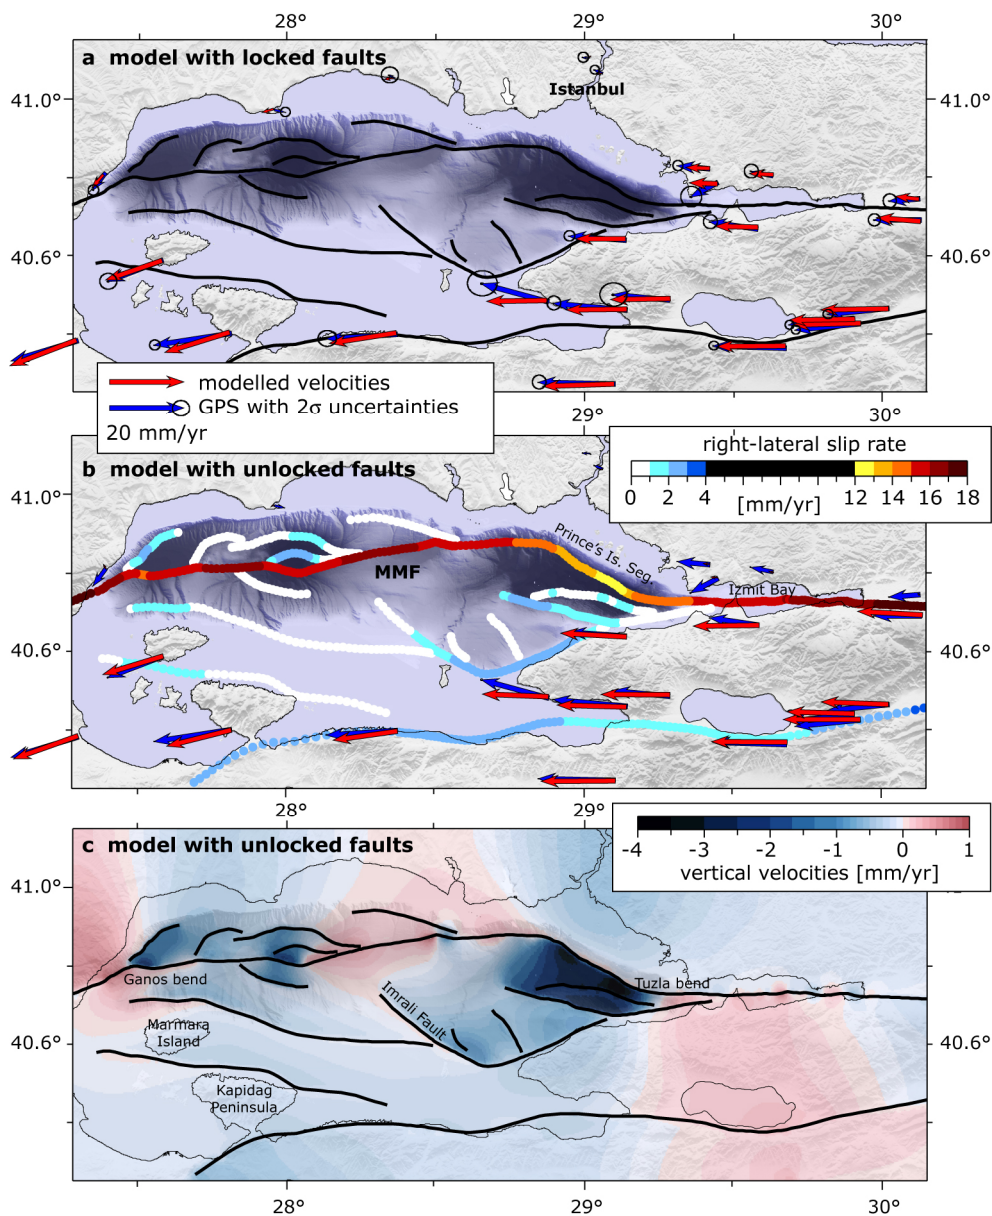 28°
29°
30°
a model with locked faults
Istanbul
41.0°
41.0°
40.6°
40.6°
modelled velocities
GPS with 2σ uncertainties
20 mm/yr
29°
30°
right-lateral slip rate
0 2 4 12 14 16 18
[mm/yr]
b model with unlocked faults
41.0°
Prince's Is. Seg.
MMF
Izmit Bay
40.6°
40.6°
28°
29°
-4 -3 -2 -1 0 1
vertical velocities [mm/yr]
c model with unlocked faults
41.0°
Ganos bend
Tuzla bend
Imrali Fault
Marmara
Island
40.6°
40.6°
Kapidag
Peninsula
28°
29°
30°